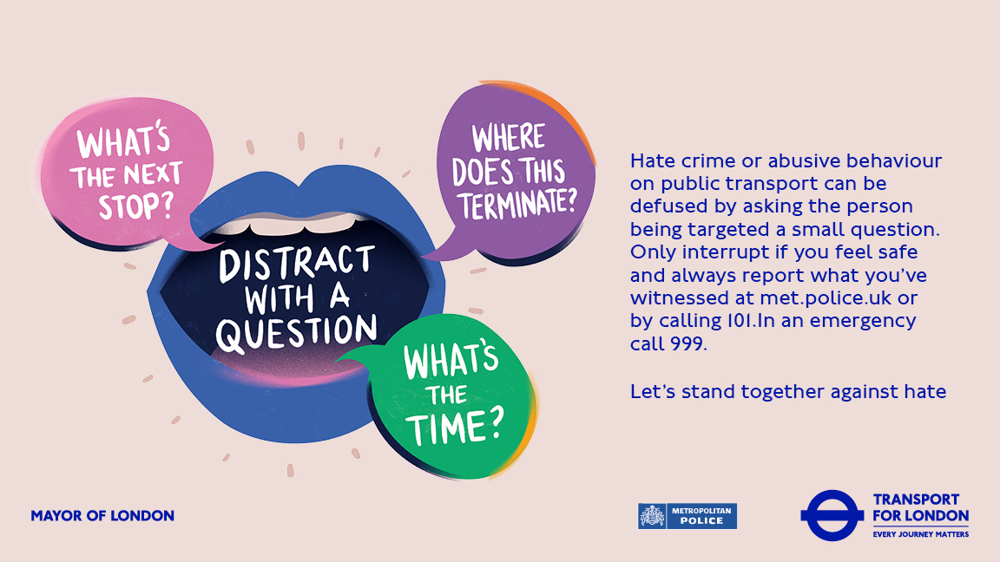 WHAT'S
THE NEXT
STOP?
WHERE
DOES THIS
TERMINATE?
DISTRACT
WITH A
QUESTION
WHAT'S
THE
TIME?
Hate crime or abusive behaviour
on public transport can be
defused by asking the person
being targeted a small question.
Only interrupt if you feel safe
and always report what you've
witnessed at met.police.uk or
by calling 101.In an emergency
call 999.
Let's stand together against hate
MAYOR OF LONDON
METROPOLITAN
POLICE
TRANSPORT
FOR LONDON
EVERY JOURNEY MATTERS